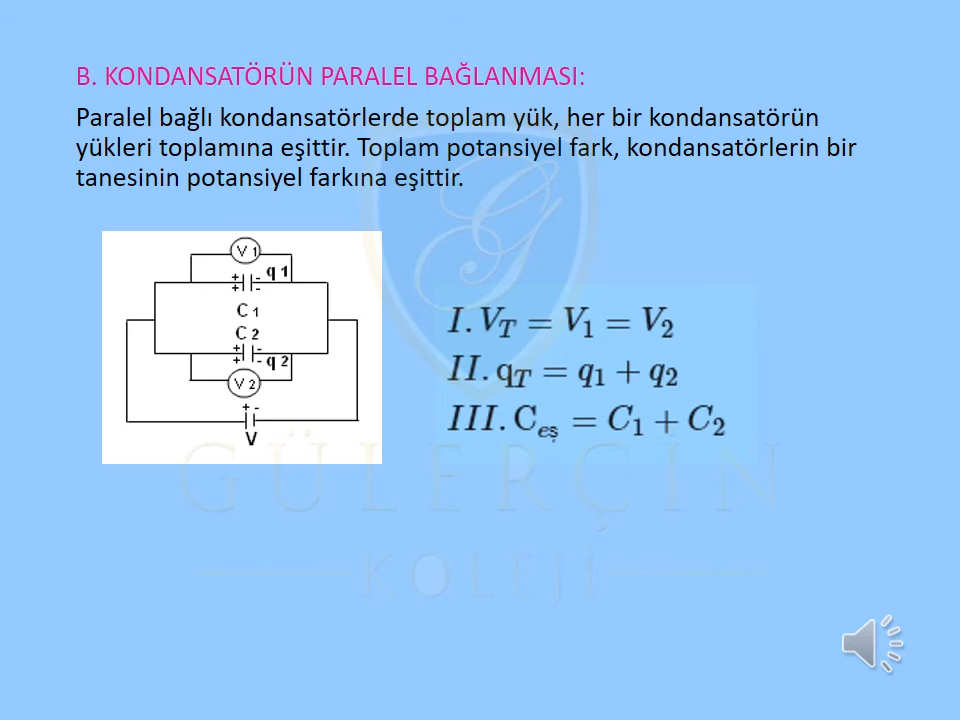 B. KONDANSATÖRÜN PARALEL BAĞLANMASI:
Paralel bağlı kondansatörlerde toplam yük, her bir kondansatörün
yükleri toplamına eşittir. Toplam potansiyel fark, kondansatörlerin bir
tanesinin potansiyel farkına eşittir.
V 1
+ - q 1
+ -
C 1
C 2
+ -
+ - q 2
V 2
+ -
V
I. V_T = V_1 = V_2
II. q_T = q_1 + q_2
III. C_eş = C_1 + C_2
GÜLERÇİN
KOLEJİ